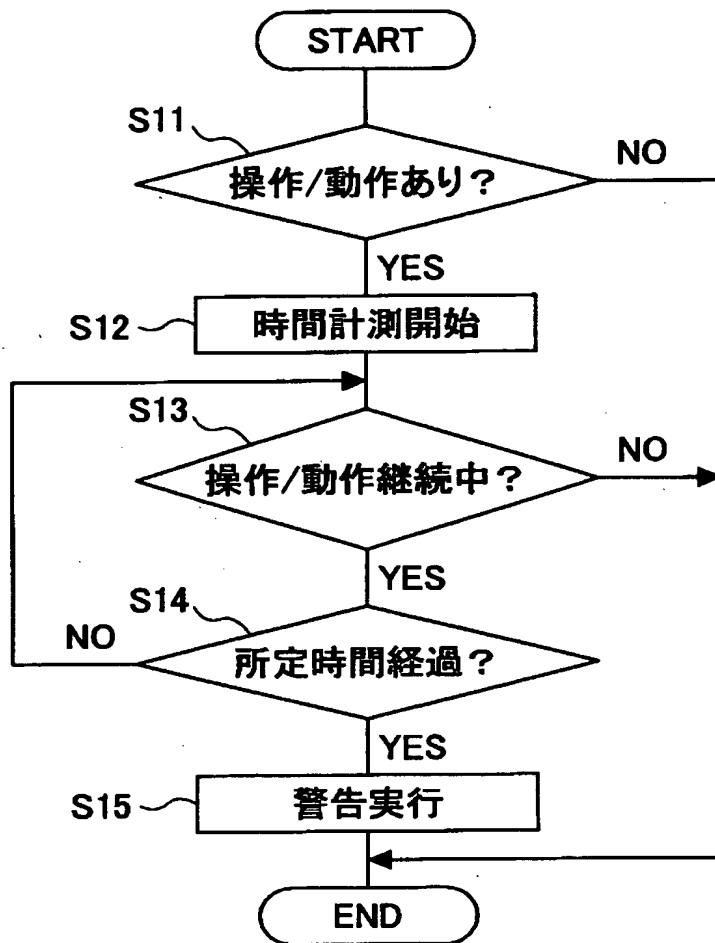 START
S11
操作/動作あり？
NO
YES
S12
時間計測開始
S13
操作/動作継続中？
NO
YES
S14
NO
所定時間経過？
YES
S15
警告実行
END